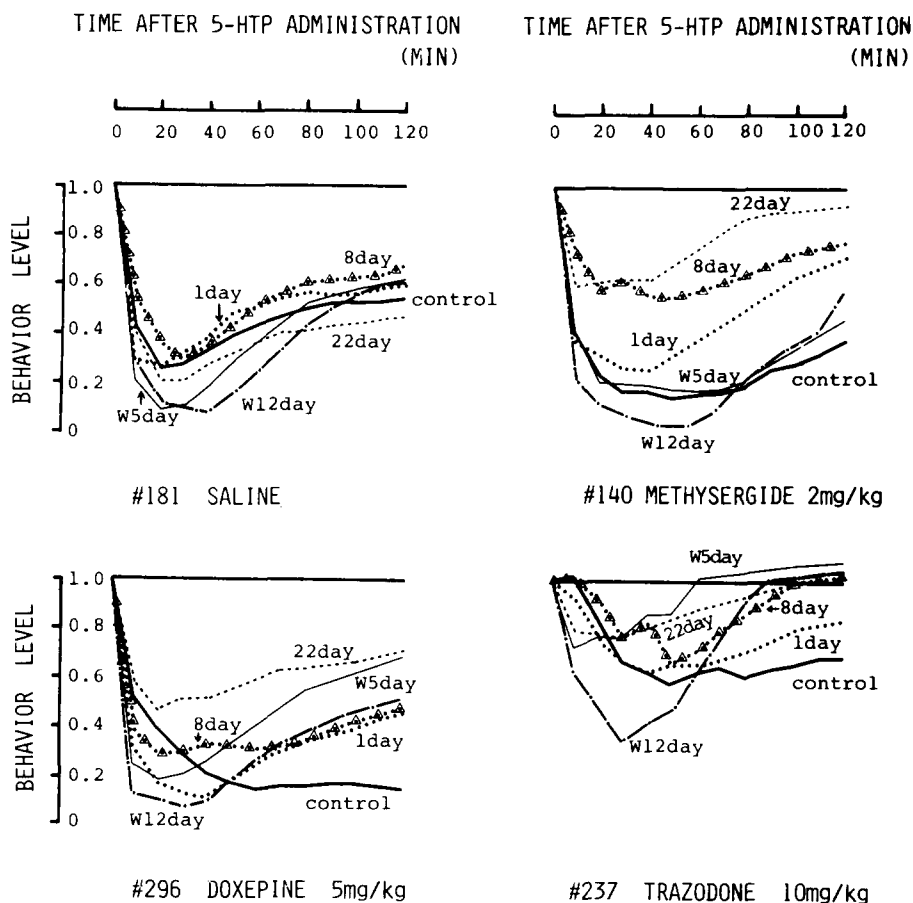 TIME AFTER 5-HTP ADMINISTRATION
(MIN)
TIME AFTER 5-HTP ADMINISTRATION
(MIN)
0 20 40 60 80 100 120
0 20 40 60 80 100 120
BEHAVIOR LEVEL
1.0
0.8
0.6
0.4
0.2
0
8day
1day
control
22day
W5day
W12day
#181 SALINE
22day
8day
1day
W5day
control
W12day
#140 METHYSERGIDE 2mg/kg
BEHAVIOR LEVEL
1.0
0.8
0.6
0.4
0.2
0
22day
W5day
8day
1day
control
W12day
#296 DOXEPINE 5mg/kg
W5day
8day
22day
1day
control
W12day
#237 TRAZODONE 10mg/kg